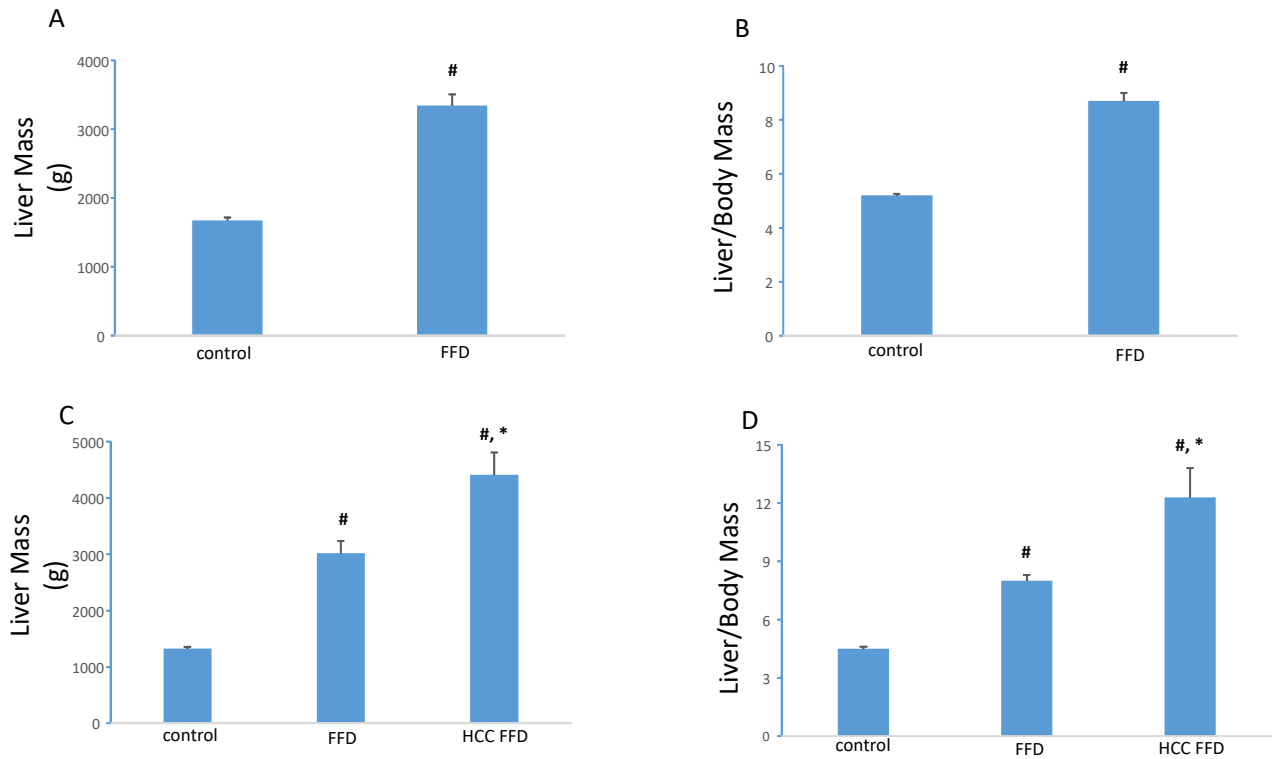 A
Liver Mass
(g)
4000
3000
2000
1000
0
#
control
FFD
B
Liver/Body Mass
10
8
6
4
2
0
#
control
FFD
C
Liver Mass
(g)
5000
4000
3000
2000
1000
0
#
#, *
control
FFD
HCC FFD
D
Liver/Body Mass
15
12
9
6
3
0
#
#, *
control
FFD
HCC FFD